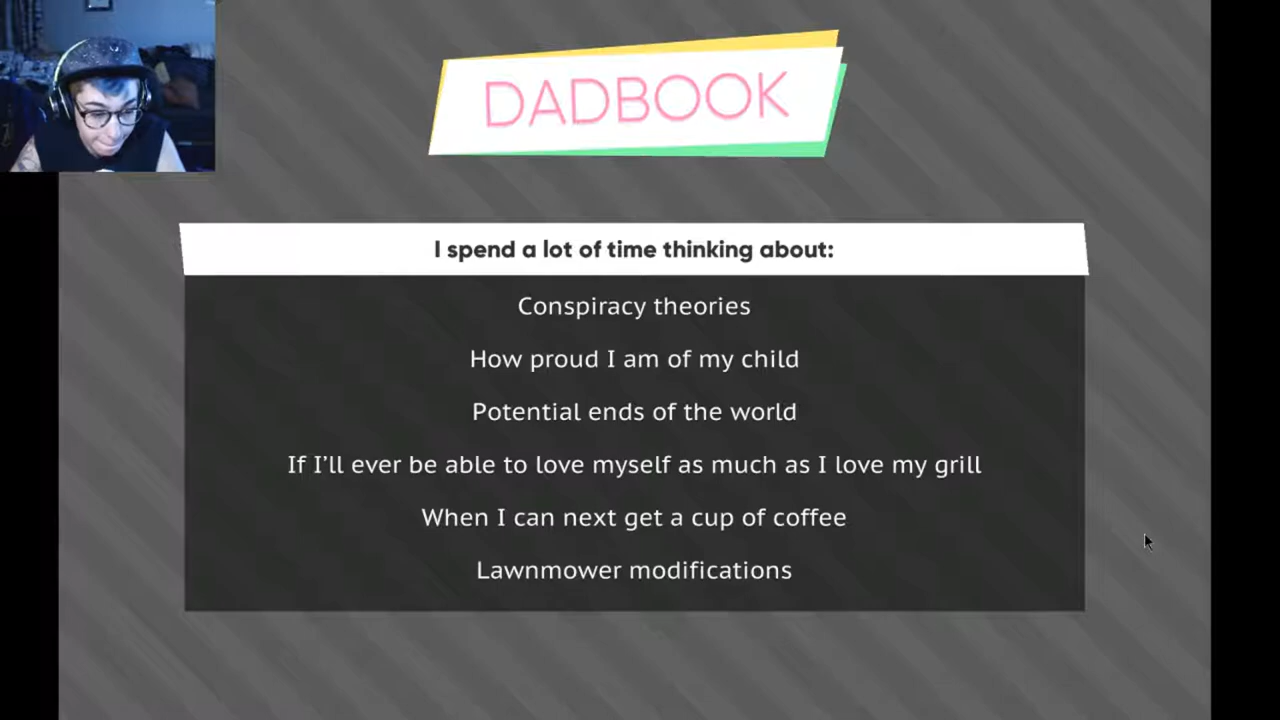 DADBOOK
I spend a lot of time thinking about:
Conspiracy theories
How proud I am of my child
Potential ends of the world
If I’ll ever be able to love myself as much as I love my grill
When I can next get a cup of coffee
Lawnmower modifications